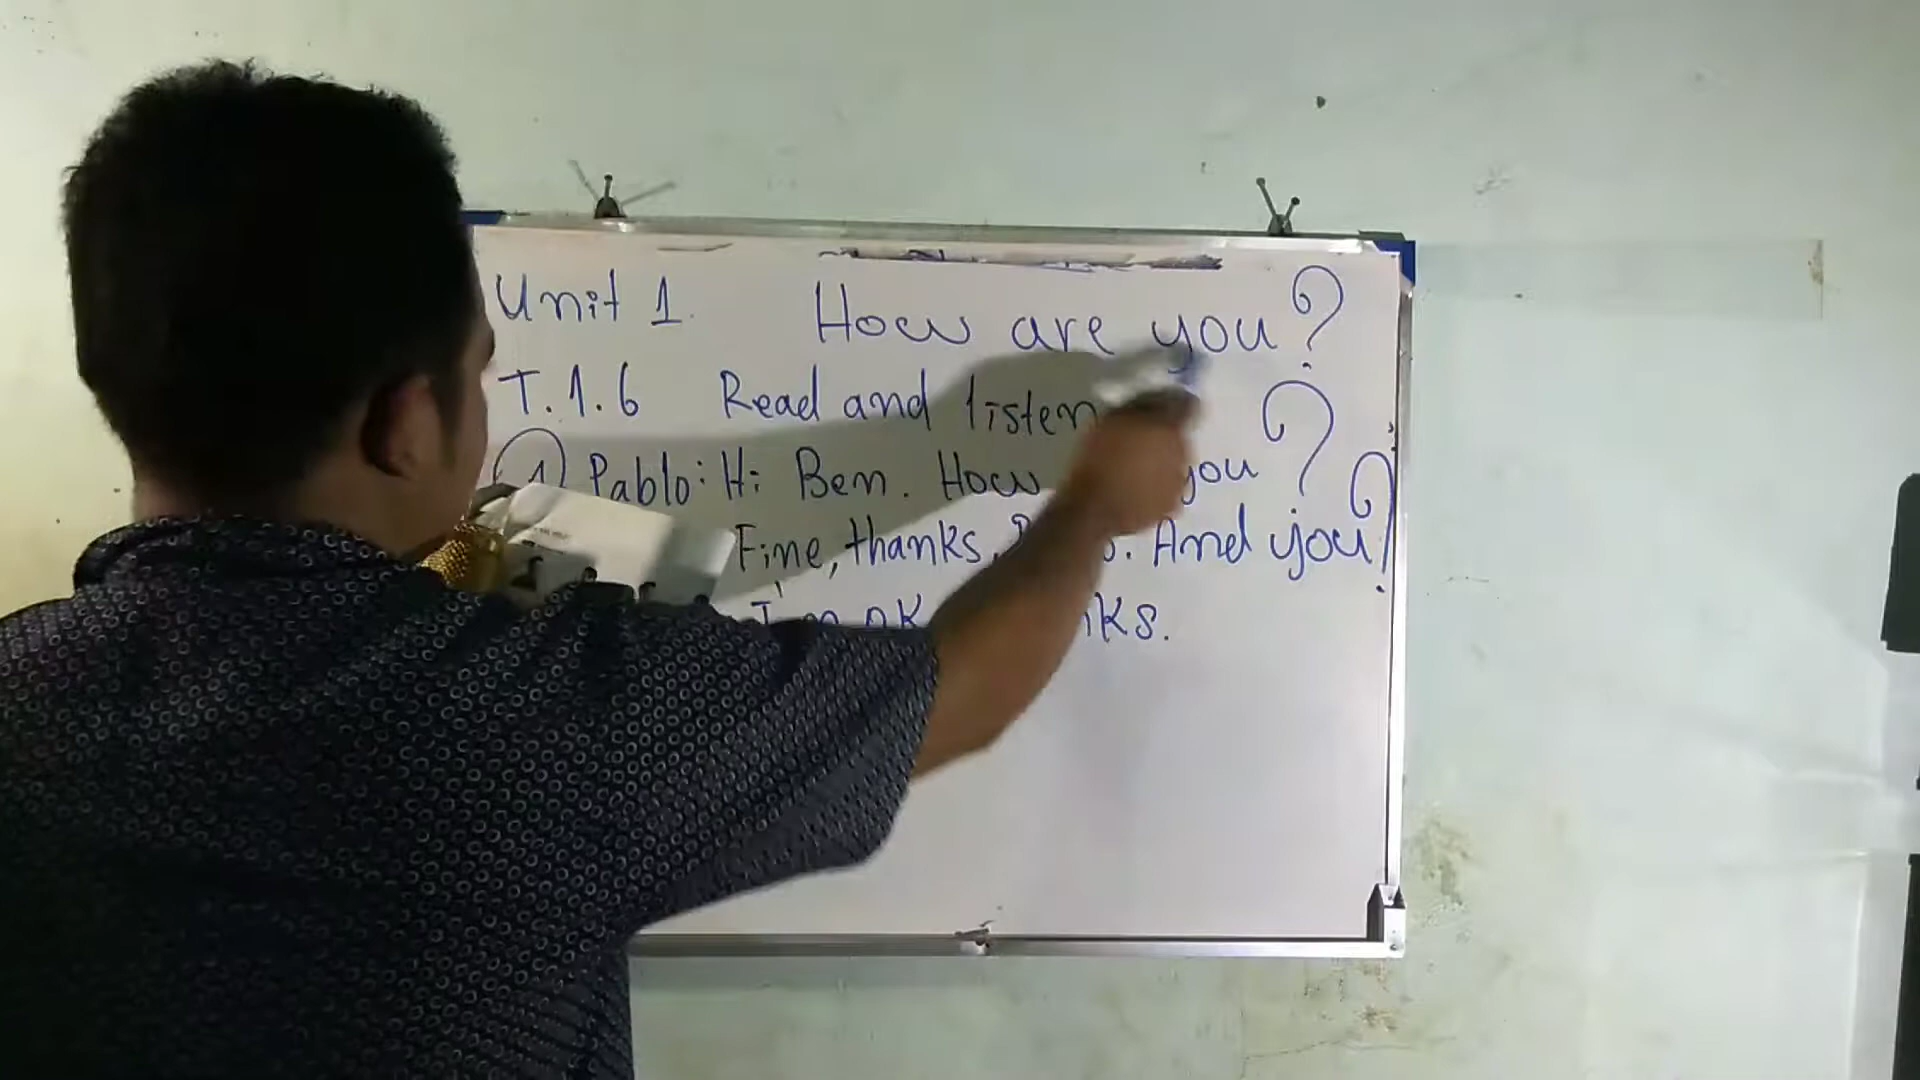 Unit 1. How are you?
T.1.6 Read and listen
1 Pablo: Hi Ben. How you?
Fine, thanks, And you?
I'm ok